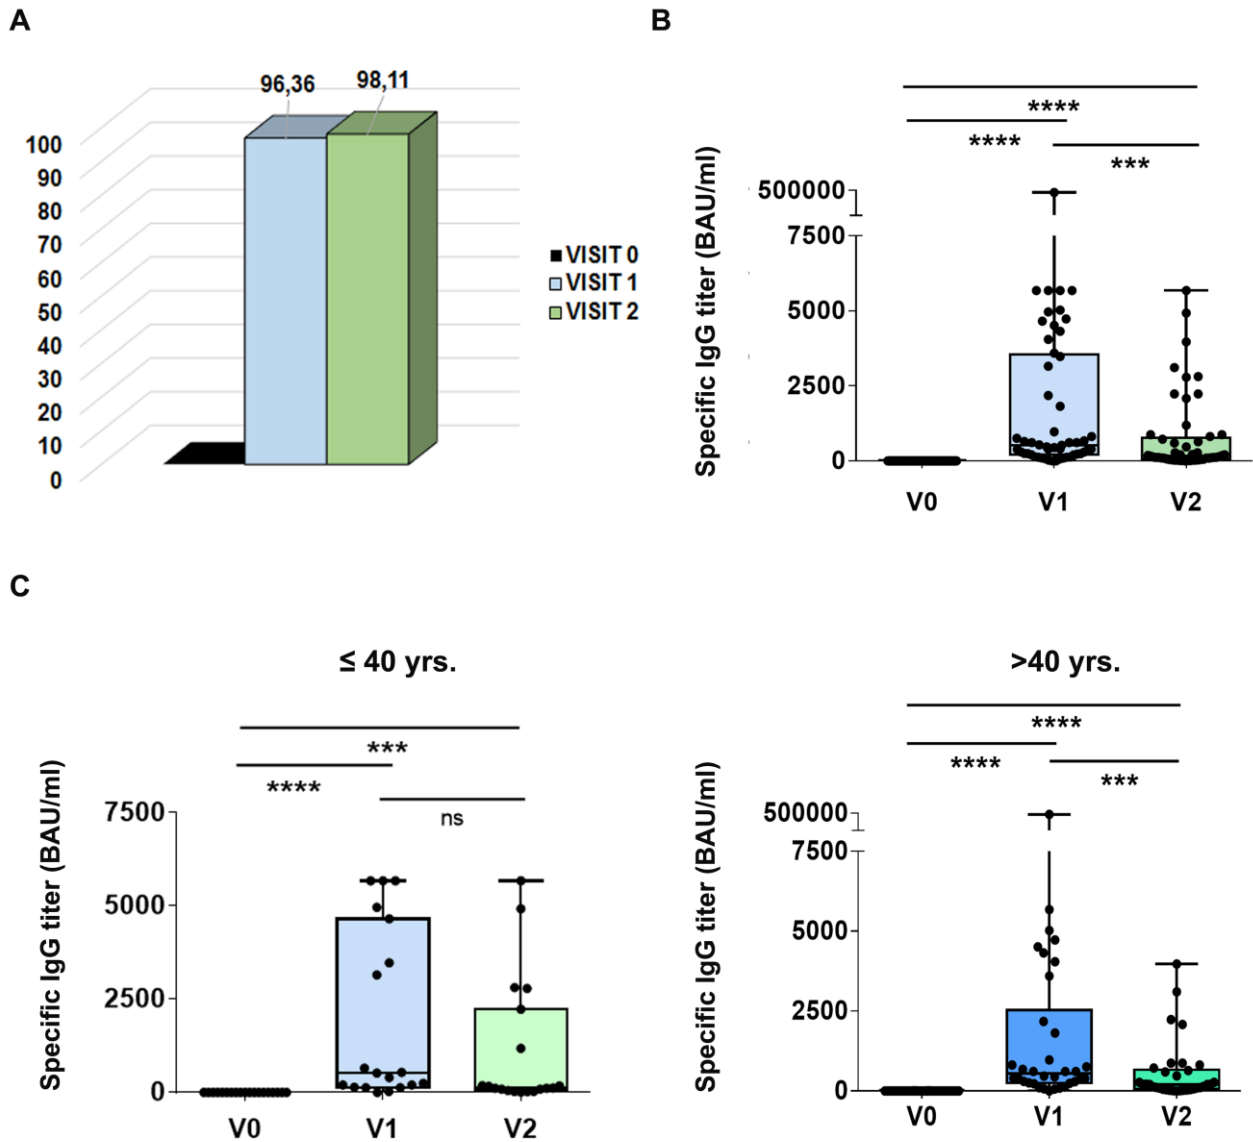 A
96,36
98,11
100
90
80
70
60
50
40
30
20
10
0
VISIT 0
VISIT 1
VISIT 2
B
****
****
***
Specific IgG titer (BAU/ml)
500000
7500
5000
2500
0
V0
V1
V2
C
≤ 40 yrs.
***
****
ns
Specific IgG titer (BAU/ml)
7500
5000
2500
0
V0
V1
V2
>40 yrs.
****
****
***
Specific IgG titer (BAU/ml)
500000
7500
5000
2500
0
V0
V1
V2